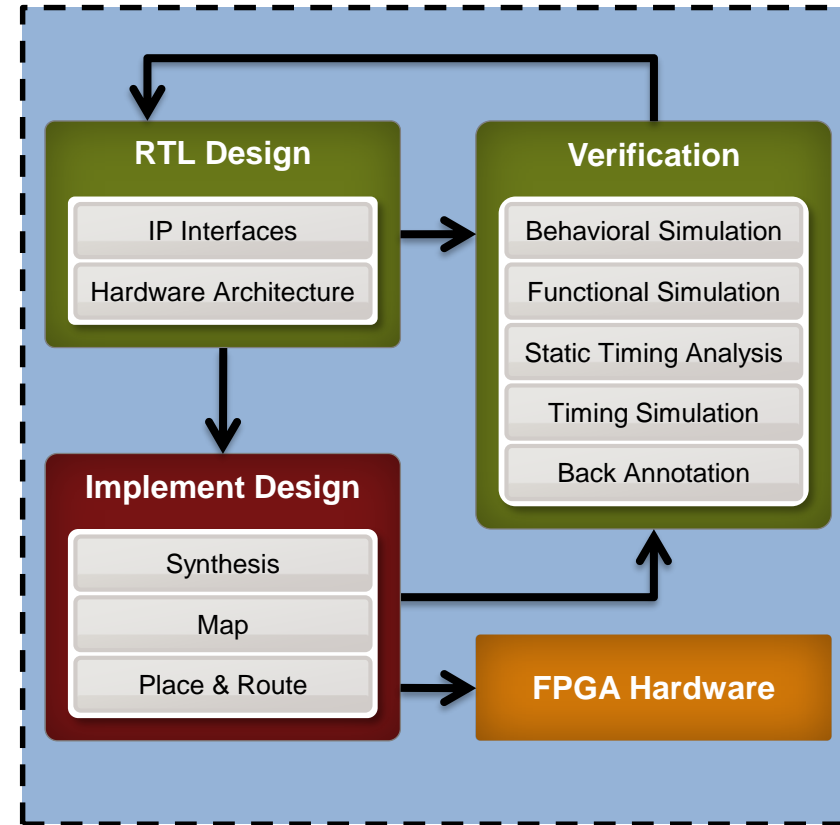 RTL Design
IP Interfaces
Hardware Architecture
Verification
Behavioral Simulation
Functional Simulation
Static Timing Analysis
Timing Simulation
Back Annotation
Implement Design
Synthesis
Map
Place & Route
FPGA Hardware